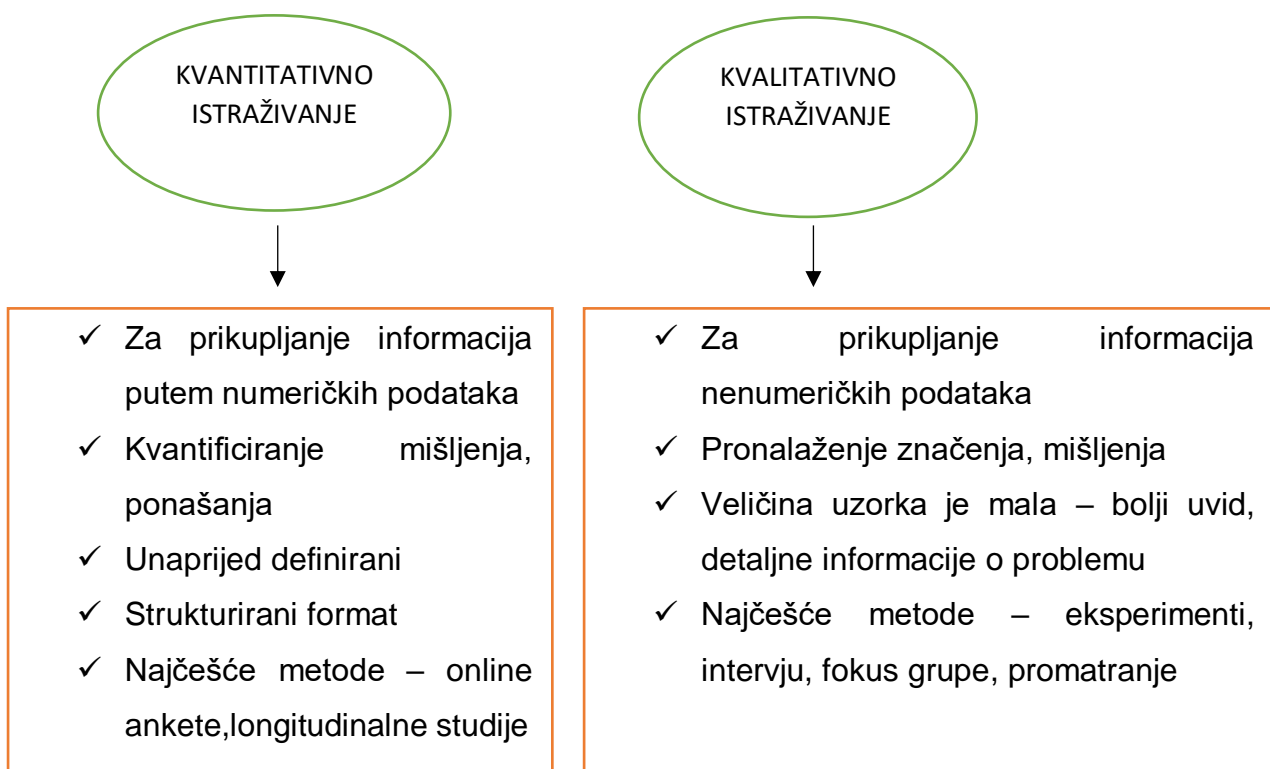 KVANTITATIVNO
ISTRAŽIVANJE
KVALITATIVNO
ISTRAŽIVANJE
✓ Za prikupljanje informacija
putem numeričkih podataka
✓ Kvantificiranje mišljenja,
ponašanja
✓ Unaprijed definirani
✓ Strukturirani format
✓ Najčešće metode – online
ankete,longitudinalne studije
✓ Za prikupljanje informacija
nenumeričkih podataka
✓ Pronalaženje značenja, mišljenja
✓ Veličina uzorka je mala – bolji uvid,
detaljne informacije o problemu
✓ Najčešće metode – eksperimenti,
intervju, fokus grupe, promatranje